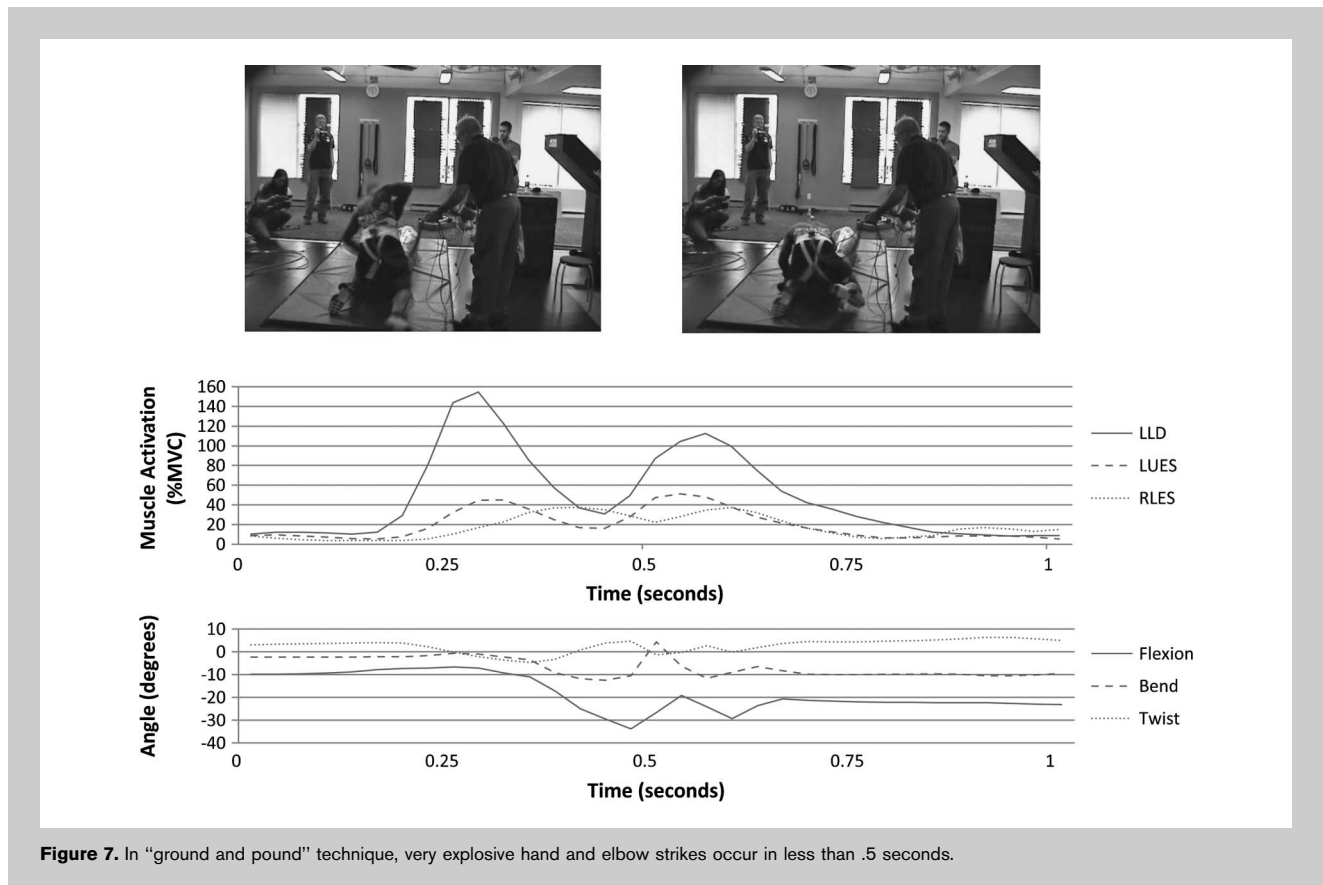 Muscle Activation
(%MVC)
160
140
120
100
80
60
40
20
0
0 0.25 0.5 0.75 1
Time (seconds)
LLD
LUES
RLES
Angle (degrees)
10
0
-10
-20
-30
-40
0 0.25 0.5 0.75 1
Time (seconds)
Flexion
Bend
Twist
Figure 7. In “ground and pound” technique, very explosive hand and elbow strikes occur in less than .5 seconds.